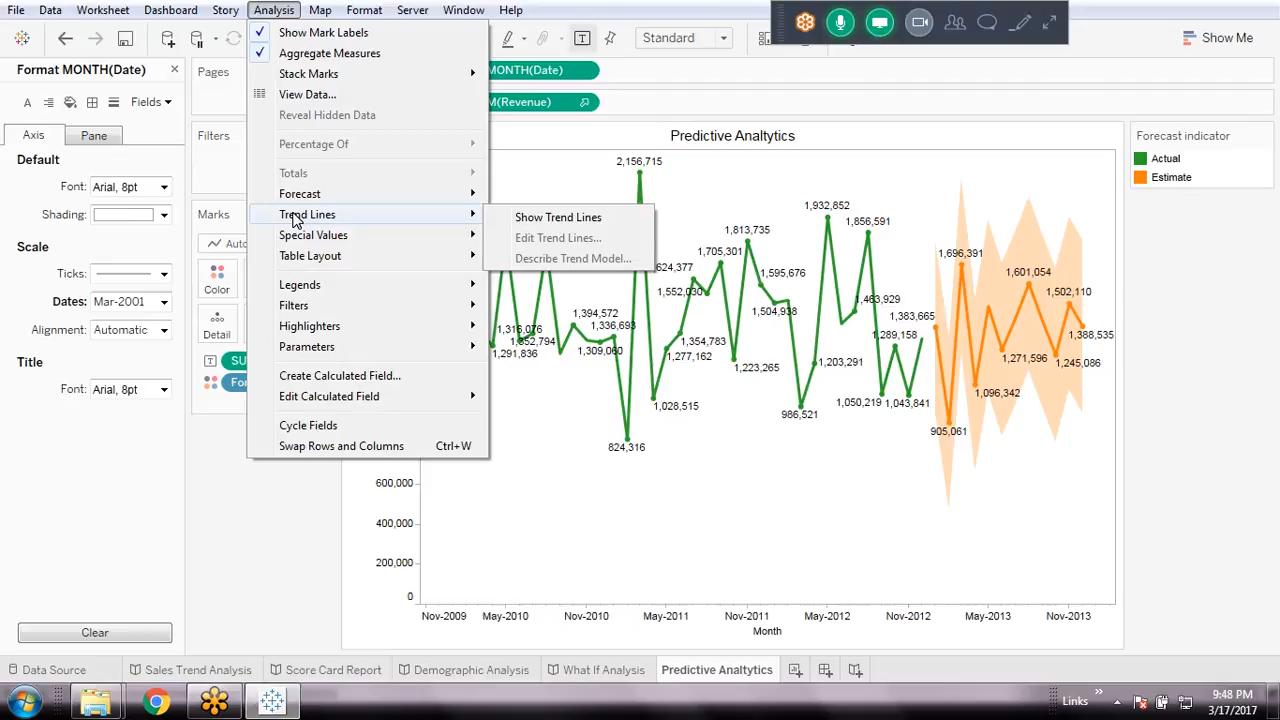 File Data Worksheet Dashboard Story Analysis Map Format Server Window Help
Standard
Show Me
Format MONTH(Date)
Fields
Axis
Pane
Default
Font: Arial, 8pt
Shading:
Scale
Ticks:
Dates: Mar-2001
Alignment: Automatic
Title
Font: Arial, 8pt
Clear
Pages
Filters
Marks
Color
Detail
Show Mark Labels
Aggregate Measures
Stack Marks
View Data...
Reveal Hidden Data
Percentage Of
Totals
Forecast
Trend Lines
Special Values
Table Layout
Legends
Filters
Highlighters
Parameters
Create Calculated Field...
Edit Calculated Field
Cycle Fields
Swap Rows and Columns Ctrl+W
Show Trend Lines
Edit Trend Lines...
Describe Trend Model...
MONTH(Date)
M(Revenue)
Predictive Analtytics
2,156,715
1,932,852
1,856,591
1,813,735
1,705,301
1,696,391
624,377
1,595,676
1,601,054
1,552,030
1,504,938
1,463,929
1,502,110
1,394,572
1,383,665
1,316,076
1,336,693
1,352,794
1,354,783
1,289,158
1,388,535
1,291,836
1,309,060
1,277,162
1,271,596
1,223,265
1,203,291
1,245,086
1,028,515
986,521
1,050,219
1,043,841
1,096,342
824,316
905,061
600,000
400,000
200,000
0
Nov-2009
May-2010
Nov-2010
May-2011
Nov-2011
May-2012
Nov-2012
May-2013
Nov-2013
Month
Forecast indicator
Actual
Estimate
Data Source
Sales Trend Analysis
Score Card Report
Demographic Analysis
What If Analysis
Predictive Analtytics
Links
9:48 PM
3/17/2017